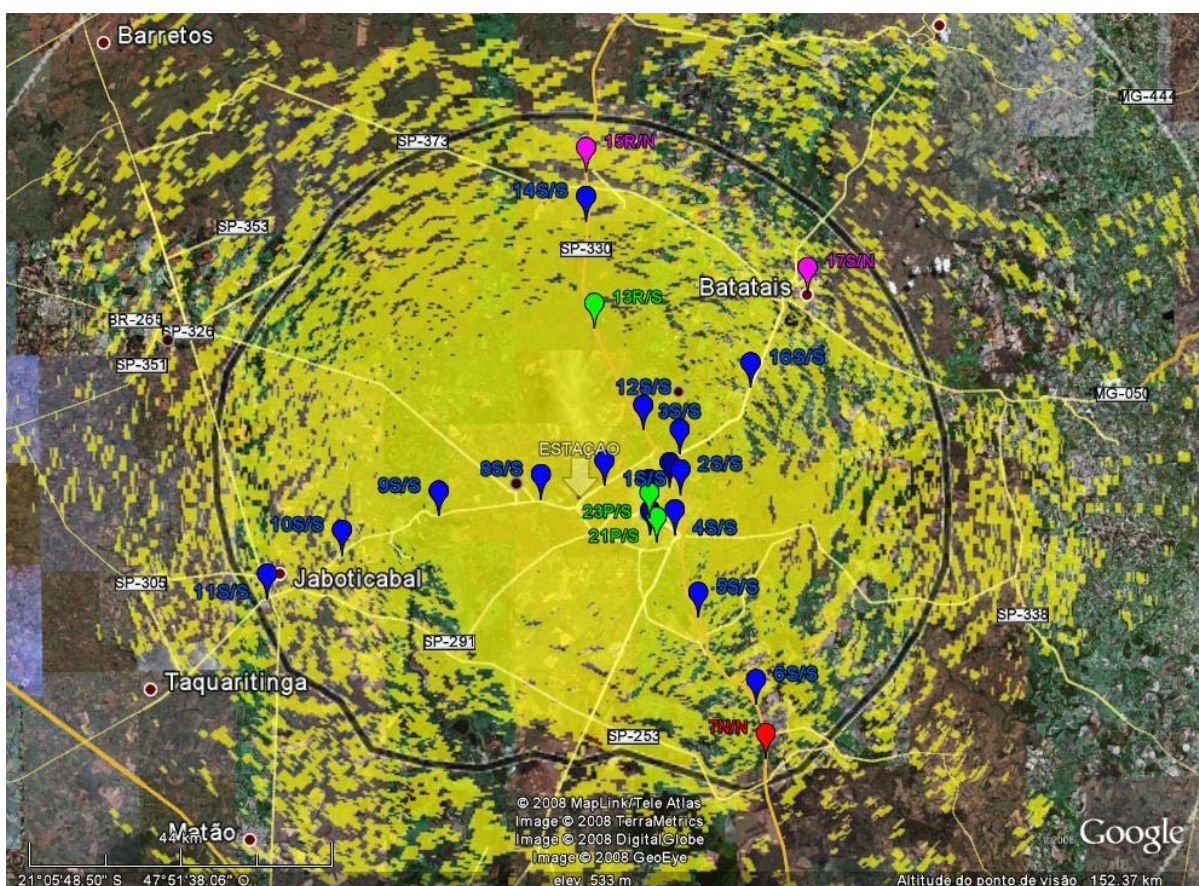 Barretos
MG-444
SP-373
15R/N
14S/S
SP-353
SP-330
17S/N
Batatais
13R/S
BR-265
SP-326
SP-351
16S/S
MG-050
12S/S
3S/S
ESTAÇAO
8S/S
1S/S
2S/S
9S/S
23P/S
10S/S
21P/S
4S/S
Jaboticabal
SP-305
11S/S
5S/S
SP-338
SP-291
Taquaritinga
6S/S
7N/N
SP-253
© 2008 MapLink/Tele Atlas
Image © 2008 TerraMetrics
Image © 2008 DigitalGlobe
Image © 2008 GeoEye
Matão
44 km
© 2008
Google
21°05'48.50" S 47°51'38.06" O elev 533 m Altitude do ponto de visão 152.37 km